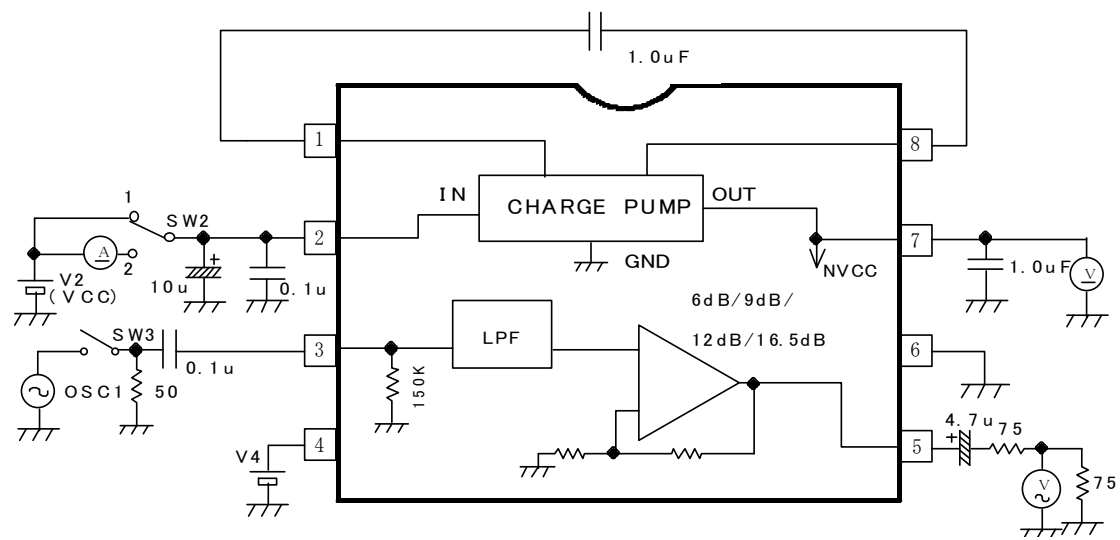 1.0uF
1
8
IN
CHARGE PUMP
OUT
1
SW2
2
7
A
2
GND
NVCC
V2
(VCC)
10u
+
0.1u
1.0uF
V
6dB/9dB/
12dB/16.5dB
SW3
3
LPF
6
0.1u
OSC1
50
150K
4.7u
75
V4
4
5
+
V
75